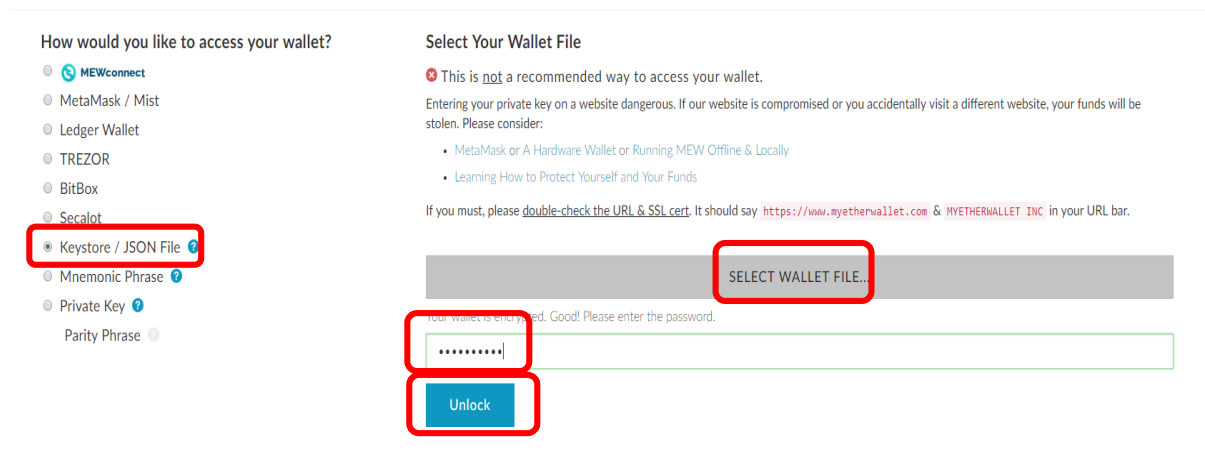 How would you like to access your wallet?
MEWconnect
MetaMask / Mist
Ledger Wallet
TREZOR
BitBox
Secalot
Keystore / JSON File ?
Mnemonic Phrase ?
Private Key ?
Parity Phrase ?
Select Your Wallet File
This is not a recommended way to access your wallet.
Entering your private key on a website dangerous. If our website is compromised or you accidentally visit a different website, your funds will be
stolen. Please consider:
• MetaMask or A Hardware Wallet or Running MEW Offline & Locally
• Learning How to Protect Yourself and Your Funds
If you must, please double-check the URL & SSL cert. It should say https://www.myetherwallet.com & MYETHERWALLET INC in your URL bar.
SELECT WALLET FILE...
Your wallet is encrypted. Good! Please enter the password.
••••••••••
Unlock